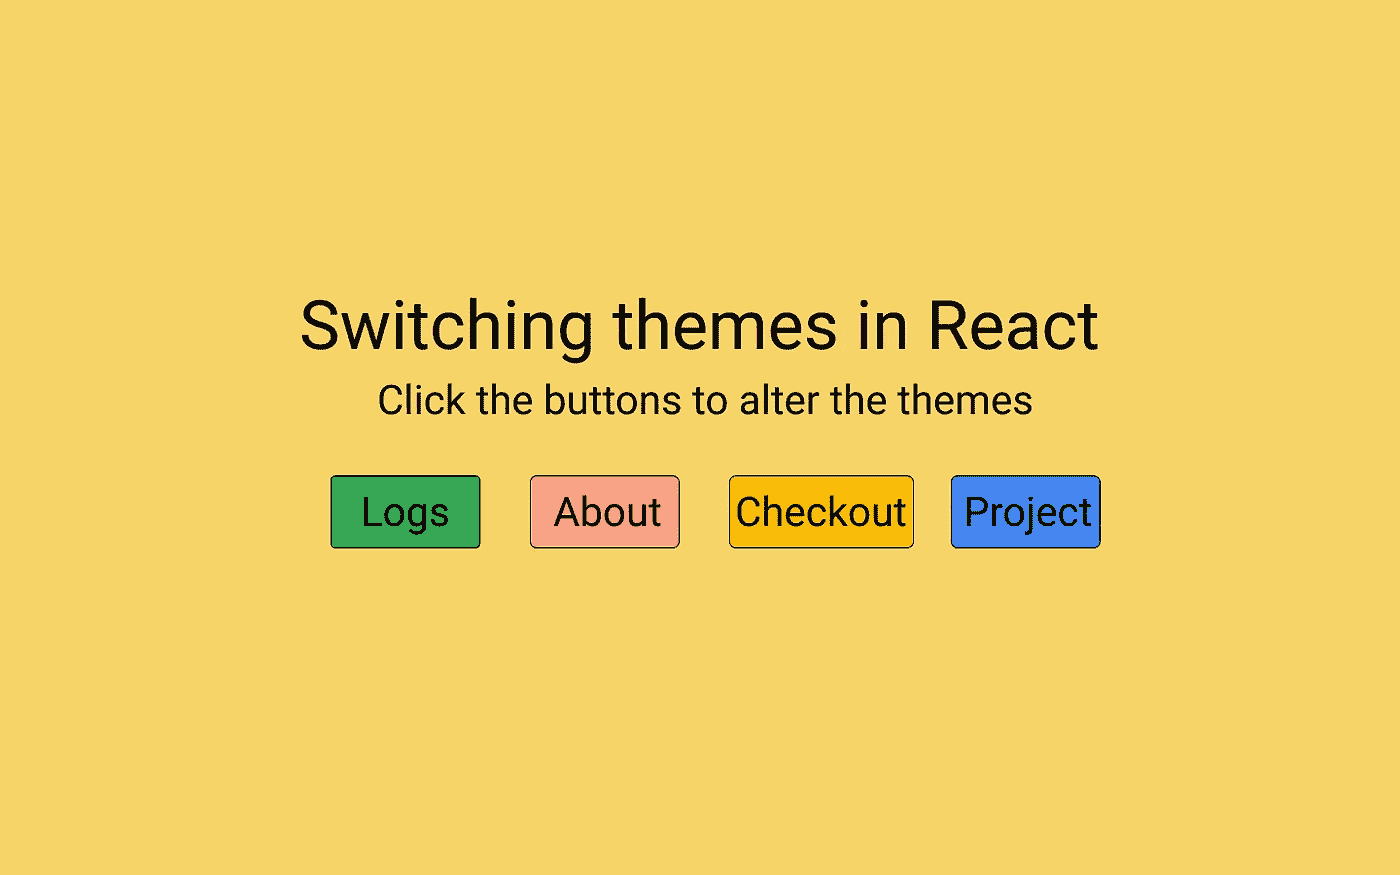 Switching themes in React
Click the buttons to alter the themes
Logs About Checkout Project